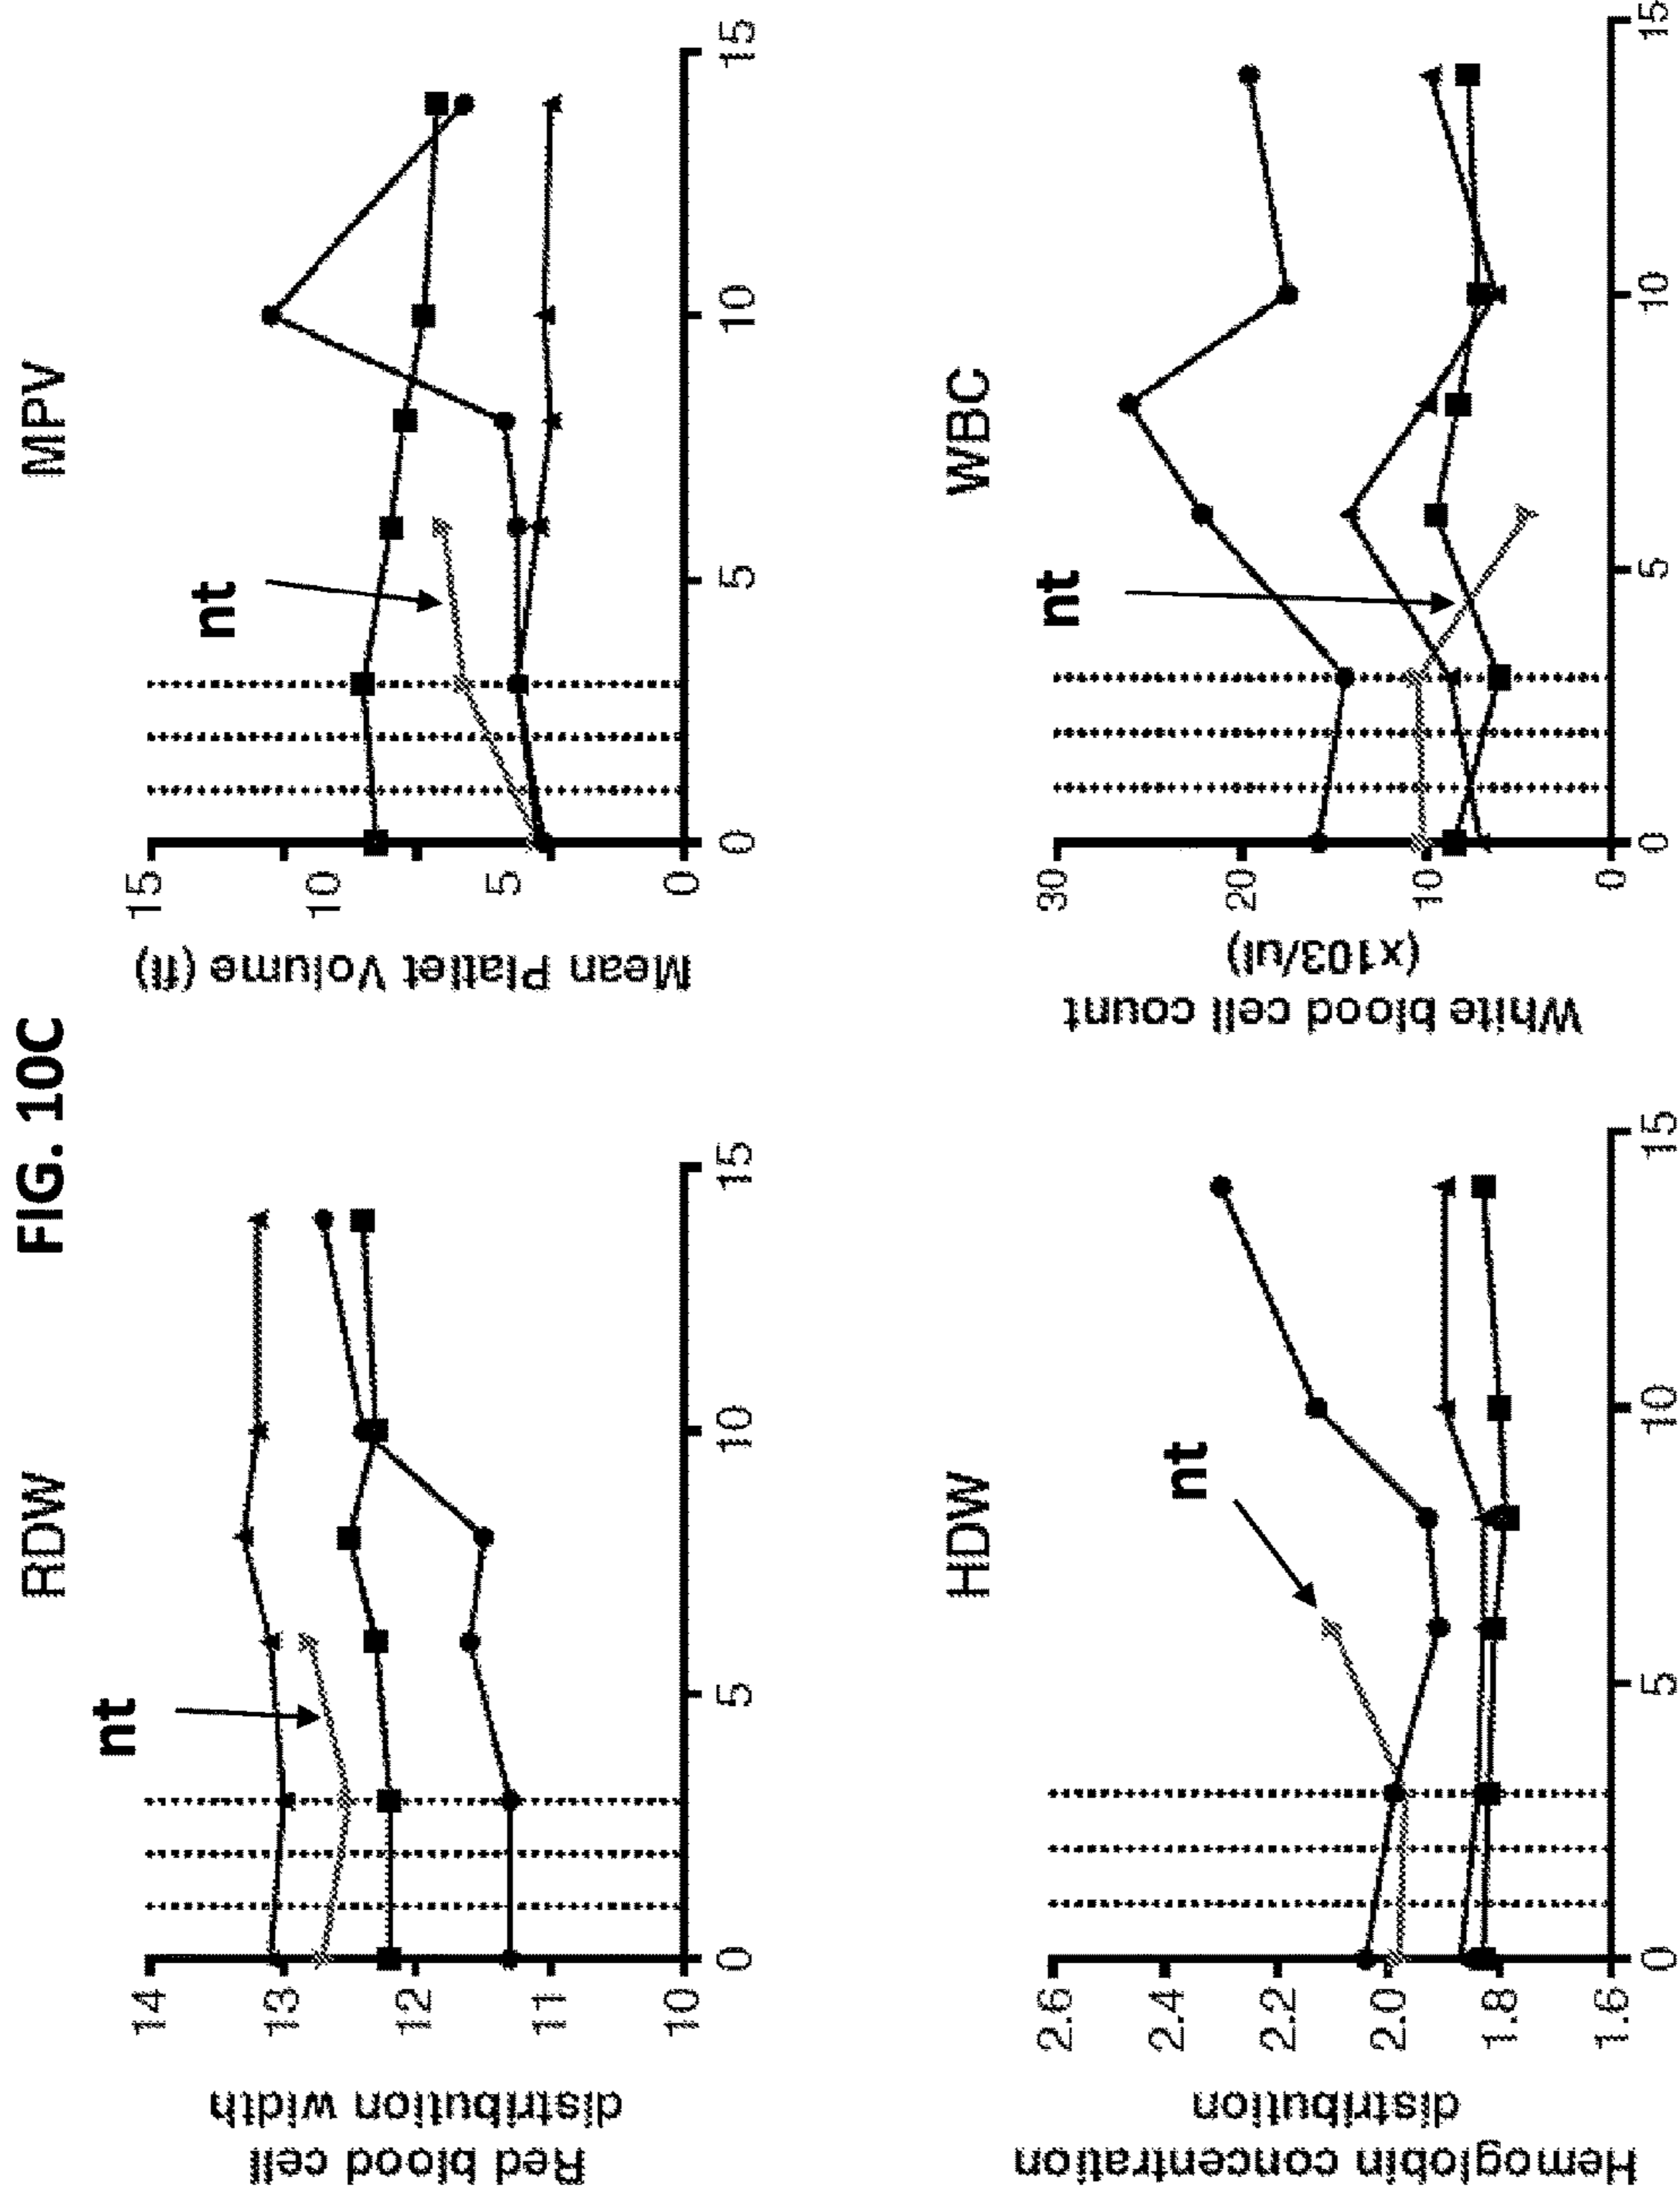 FIG. 10C
RDW
Red blood cell
distribution width
14
13
12
11
10
nt
0 5 10 15
MPV
Mean Platlet Volume (fl)
15
10
5
0
nt
0 5 10 15
HDW
Hemoglobin concentration
distribution
2.6
2.4
2.2
2.0
1.8
1.6
nt
0 5 10 15
WBC
White blood cell count
(x103/ul)
30
20
10
0
nt
0 5 10 15